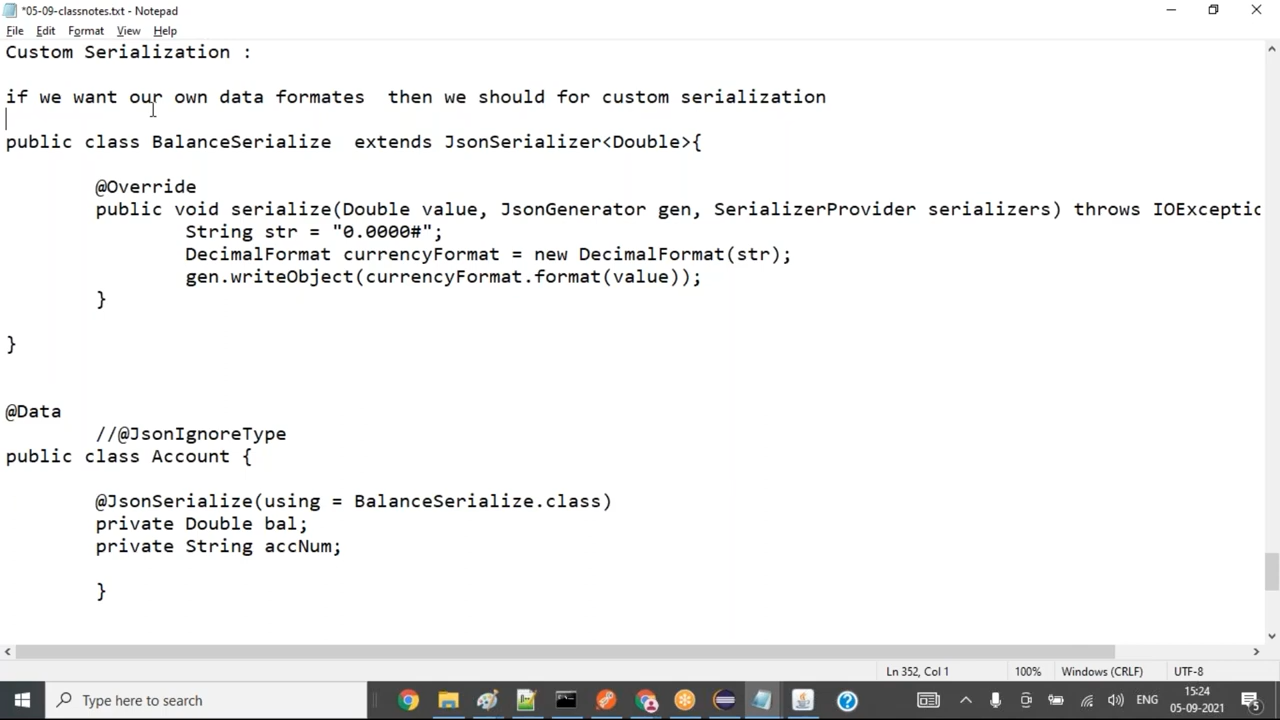 *05-09-classnotes.txt - Notepad
File Edit Format View Help
Custom Serialization :
if we want our own data formates  then we should for custom serialization
public class BalanceSerialize  extends JsonSerializer<Double>{
@Override
public void serialize(Double value, JsonGenerator gen, SerializerProvider serializers) throws IOExceptic
String str = "0.0000#";
DecimalFormat currencyFormat = new DecimalFormat(str);
gen.writeObject(currencyFormat.format(value));
}
}
@Data
//@JsonIgnoreType
public class Account {
@JsonSerialize(using = BalanceSerialize.class)
private Double bal;
private String accNum;
}
Ln 352, Col 1 100% Windows (CRLF) UTF-8
Type here to search
ENG
15:24
05-09-2021
5